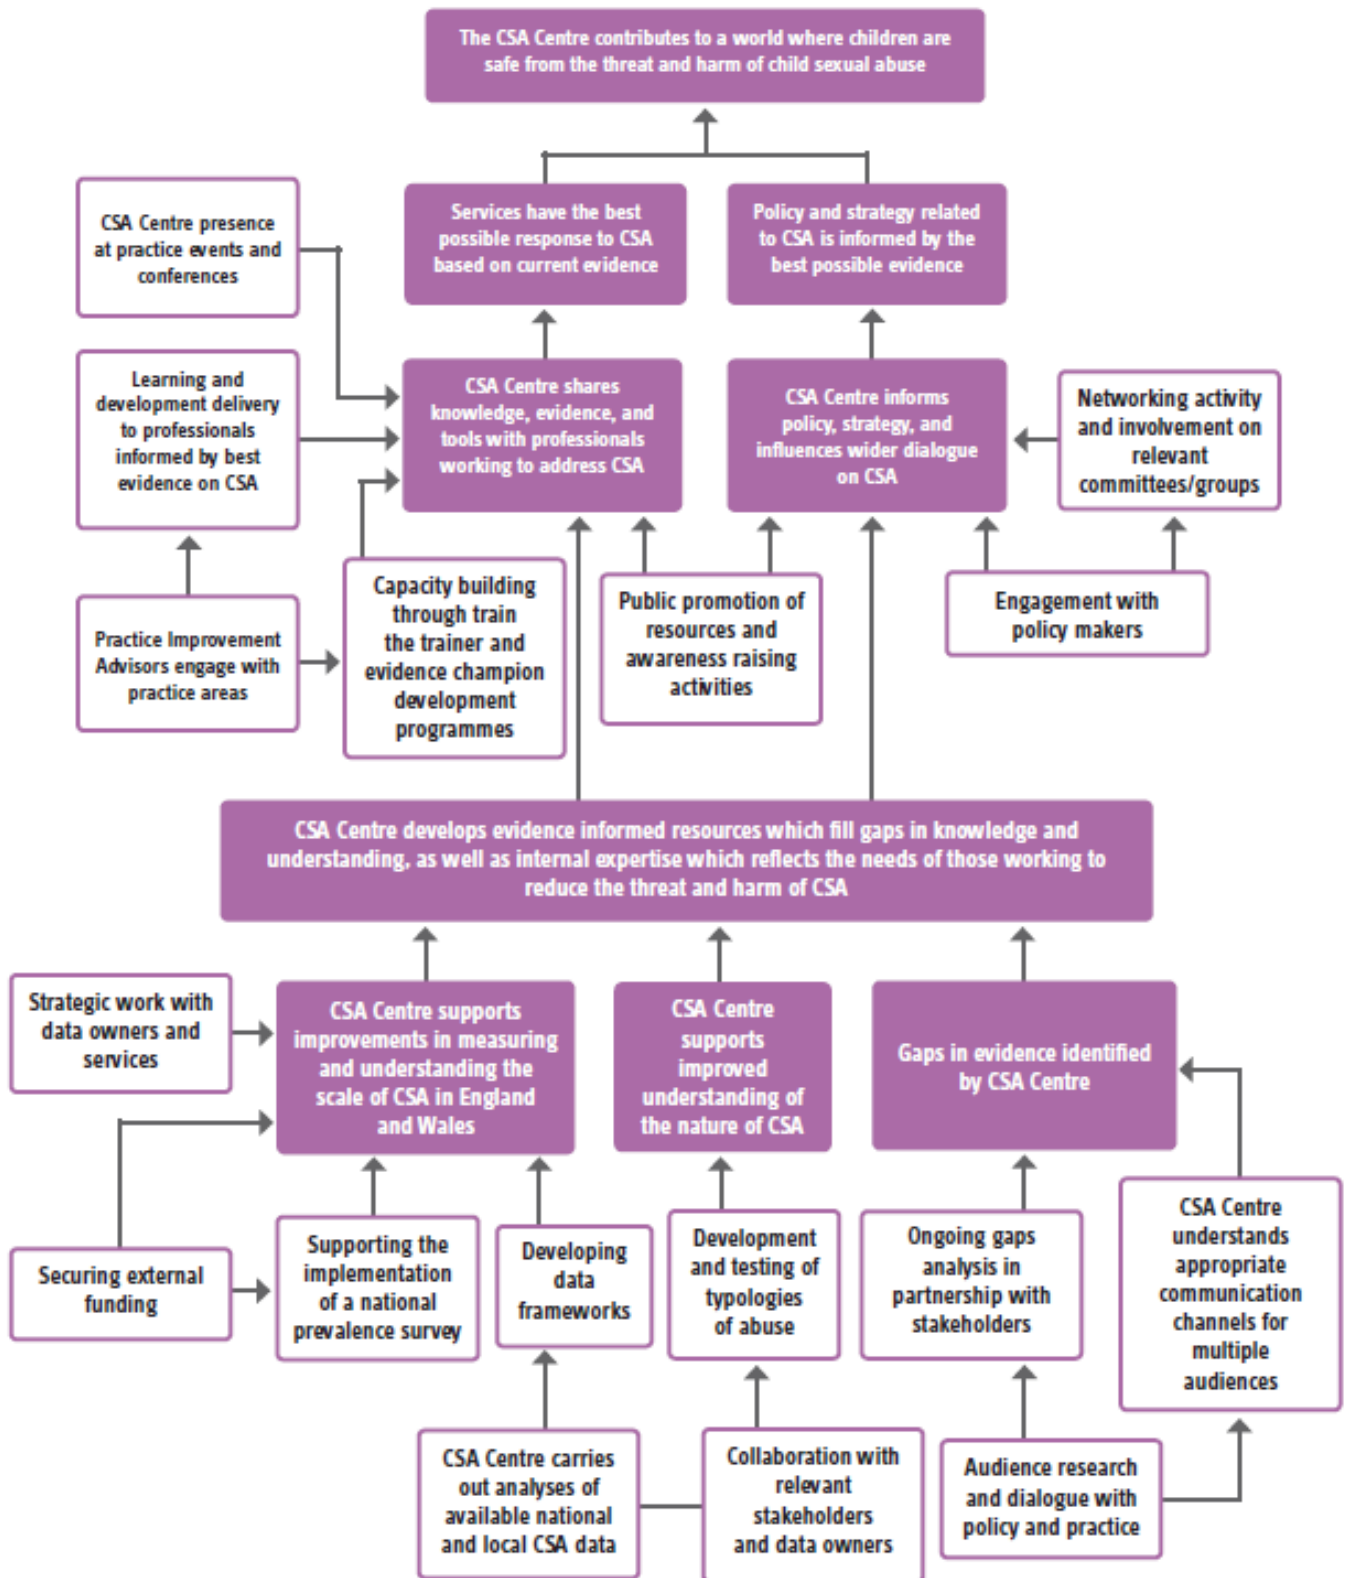 The CSA Centre contributes to a world where children are
safe from the threat and harm of child sexual abuse
CSA Centre presence
at practice events and
conferences
Services have the best
possible response to CSA
based on current evidence
Policy and strategy related
to CSA is informed by the
best possible evidence
Learning and
development delivery
to professionals
informed by best
evidence on CSA
CSA Centre shares
knowledge, evidence, and
tools with professionals
working to address CSA
CSA Centre informs
policy, strategy, and
influences wider dialogue
on CSA
Networking activity
and involvement on
relevant
committees/groups
Practice Improvement
Advisors engage with
practice areas
Capacity building
through train
the trainer and
evidence champion
development
programmes
Public promotion of
resources and
awareness raising
activities
Engagement with
policy makers
CSA Centre develops evidence informed resources which fill gaps in knowledge and
understanding, as well as internal expertise which reflects the needs of those working to
reduce the threat and harm of CSA
Strategic work with
data owners and
services
CSA Centre supports
improvements in measuring
and understanding the
scale of CSA in England
and Wales
CSA Centre
supports
improved
understanding of
the nature of CSA
Gaps in evidence identified
by CSA Centre
Securing external
funding
Supporting the
implementation
of a national
prevalence survey
Developing
data
frameworks
Development
and testing of
typologies
of abuse
Ongoing gaps
analysis in
partnership with
stakeholders
CSA Centre
understands
appropriate
communication
channels for
multiple
audiences
CSA Centre carries
out analyses of
available national
and local CSA data
Collaboration with
relevant
stakeholders
and data owners
Audience research
and dialogue with
policy and practice